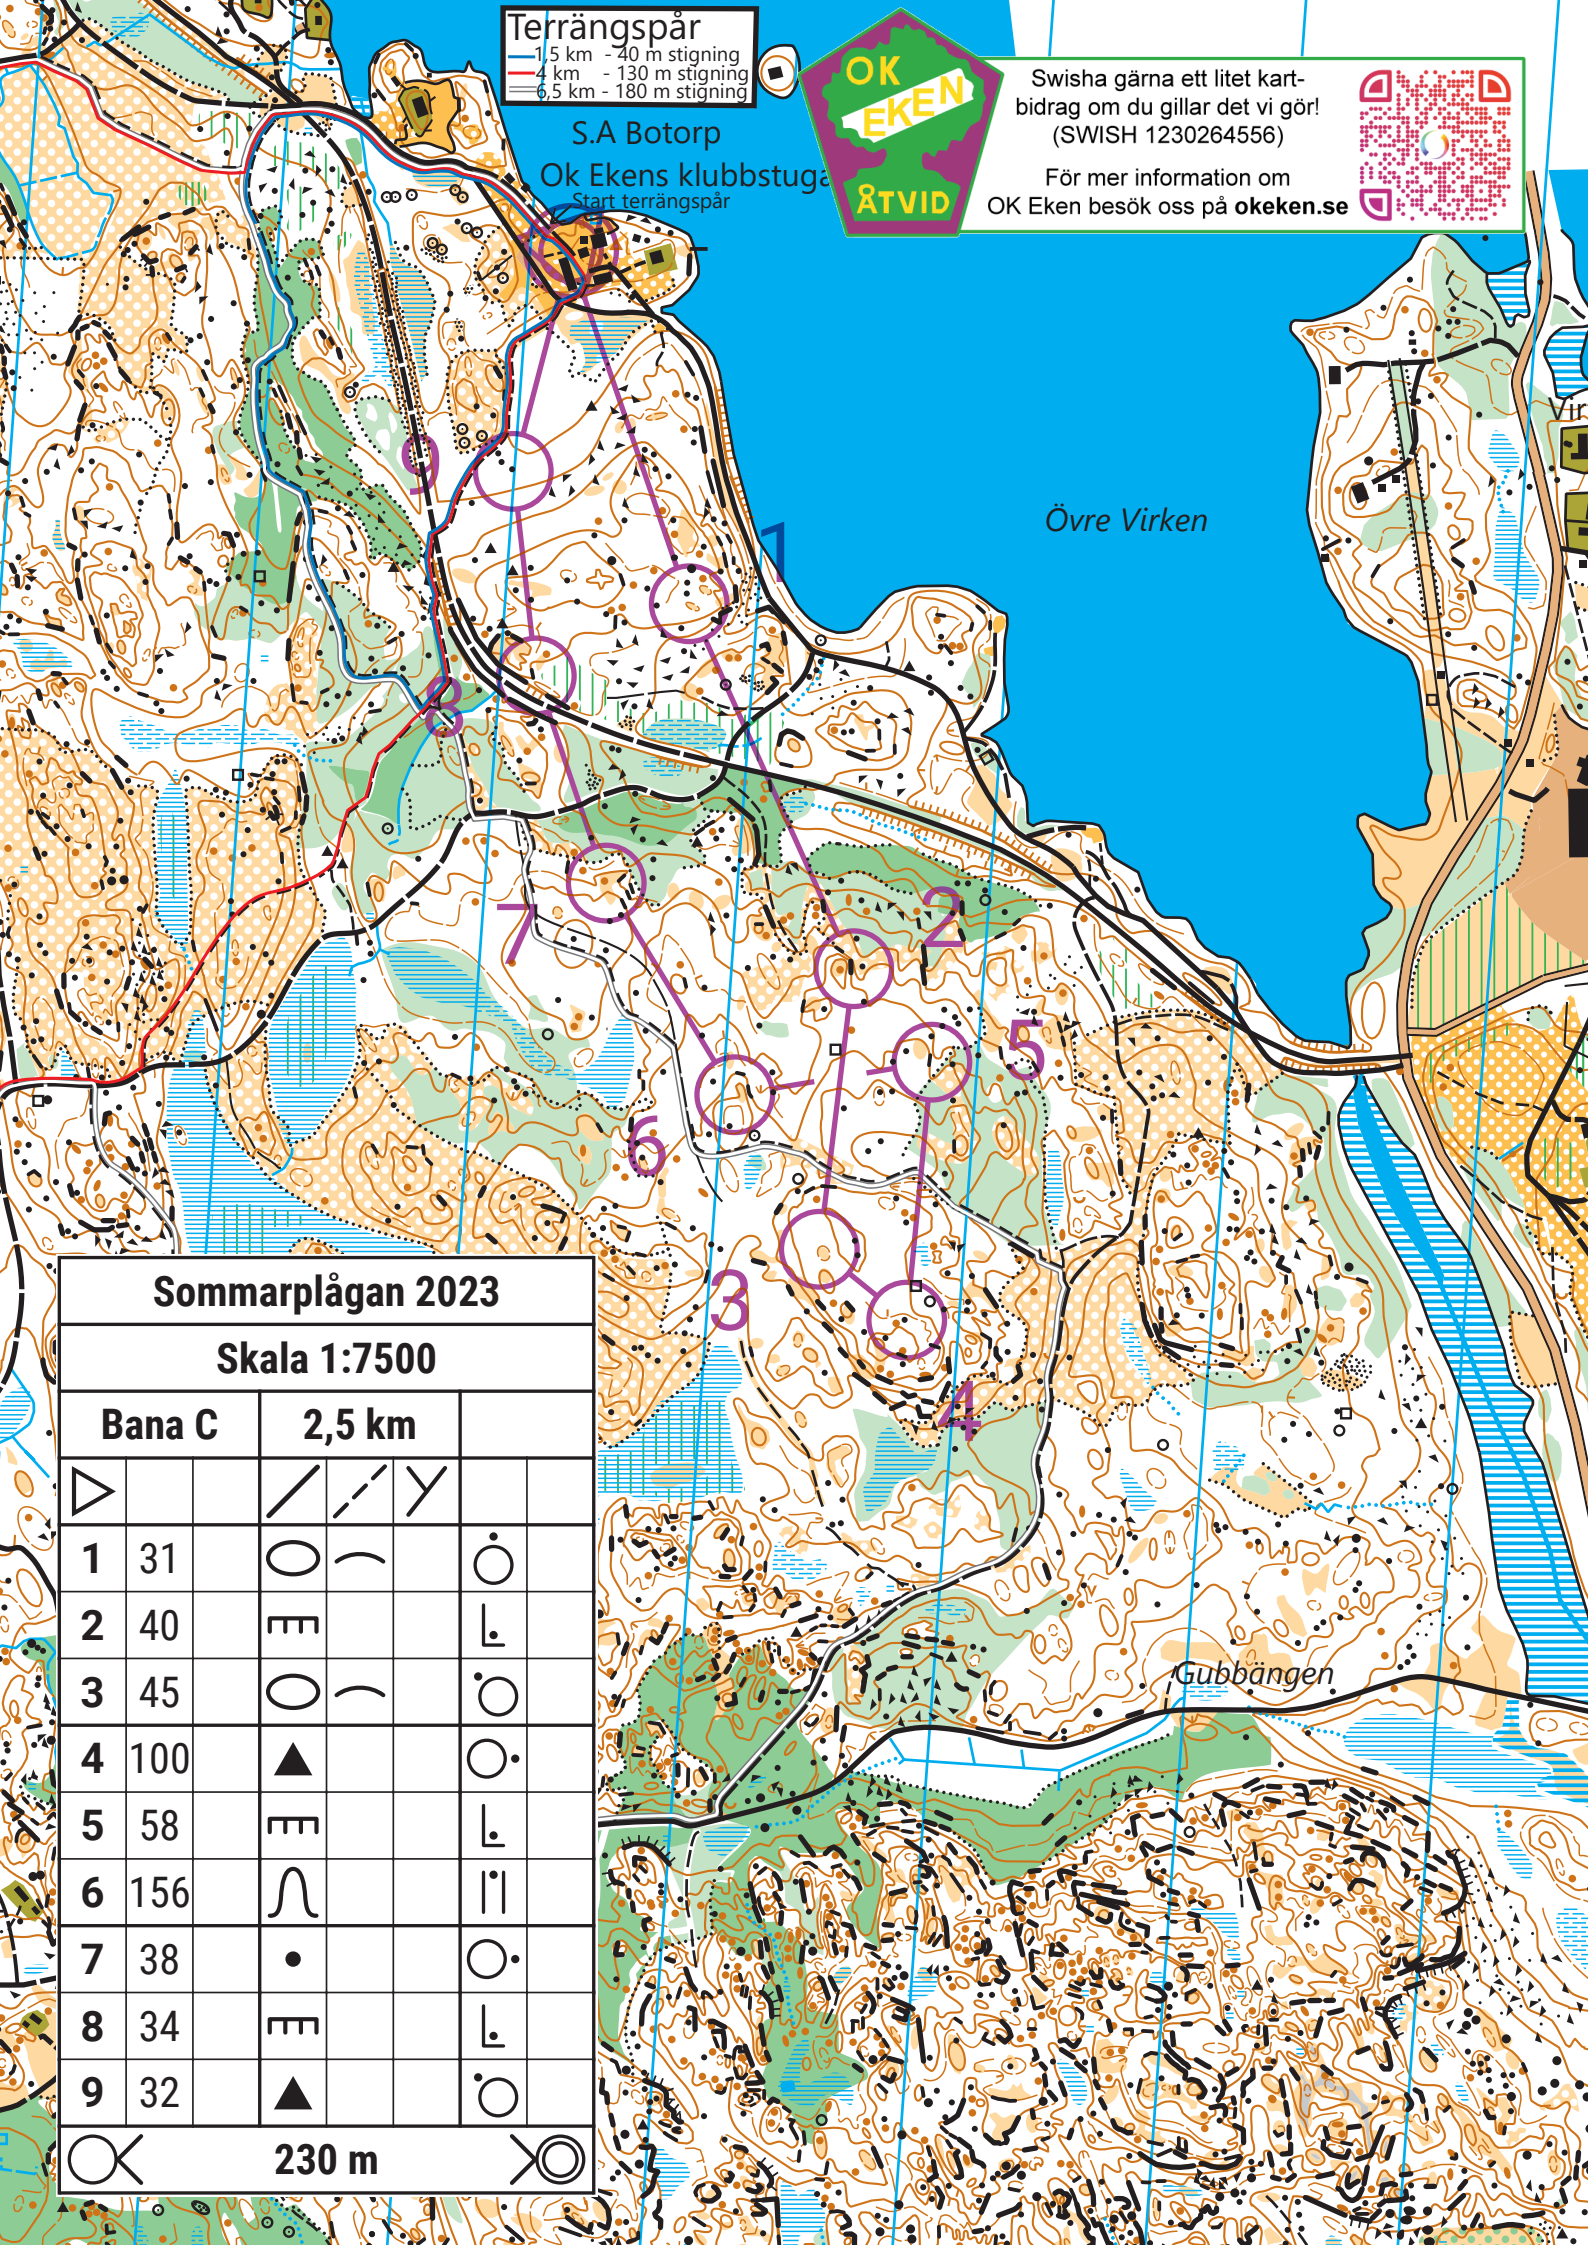 Terrängspår
1,5 km - 40 m stigning
4 km - 130 m stigning
6,5 km - 180 m stigning
S.A Botorp
Ok Ekens klubbstuga
Start terrängspår
OK
EKEN
ÅTVID
Swisha gärna ett litet kart-
bidrag om du gillar det vi gör!
(SWISH 1230264556)
För mer information om
OK Eken besök oss på okeken.se
Vir
9
1
Övre Virken
8
2
7
5
6
3
4
Gubbängen
Sommarplågan 2023
Skala 1:7500
Bana C 2,5 km
1 31
2 40
3 45
4 100
5 58
6 156
7 38
8 34
9 32
230 m